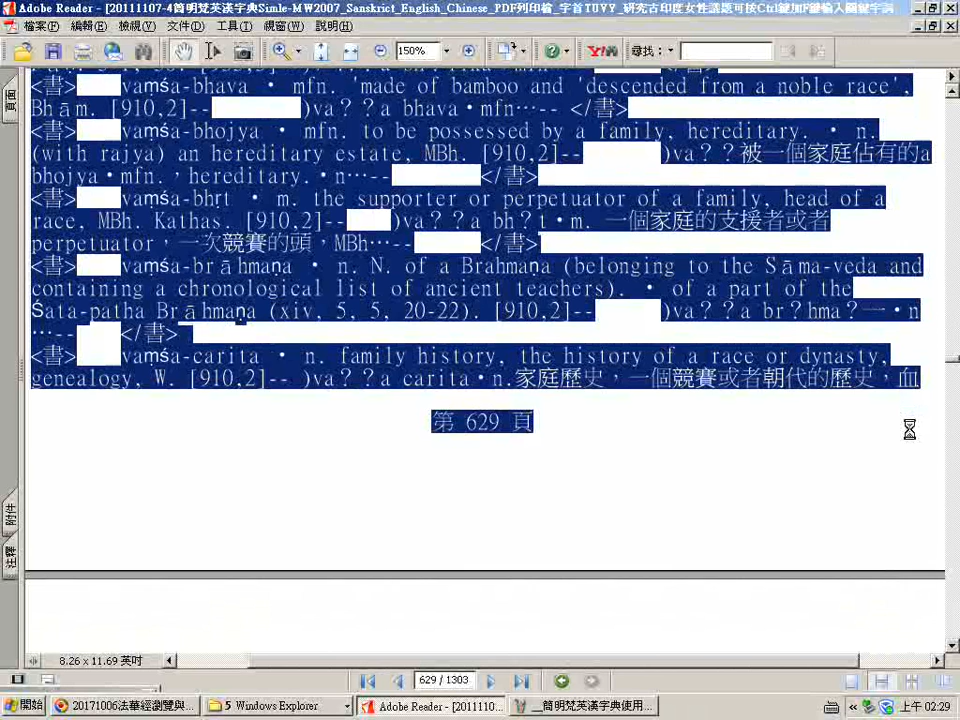 Adobe Reader - [20111107-4簡明梵英漢字典Simle-MW2007_Sanskrict_English_Chinese_PDF列印檔_字首TUVY_研究古印度女性議題可按Ctrl鍵加F鍵輸入關鍵字詞
檔案(F) 編輯(E) 檢視(V) 文件(D) 工具(T) 視窗(W) 說明(H)
150% Y! 尋找：
頁面
<書> vaṃśa-bhava ‧ mfn. 'made of bamboo and 'descended from a noble race',
Bhām. [910,2]-- )va？？a bhava‧mfn…-- </書>
<書> vaṃśa-bhojya ‧ mfn. to be possessed by a family, hereditary. ‧ n.
(with rajya) an hereditary estate, MBh. [910,2]-- )va？？被一個家庭佔有的a
bhojya‧mfn.，hereditary.‧n…-- </書>
<書> vaṃśa-bhṛt ‧ m. the supporter or perpetuator of a family, head of a
race, MBh. Kathas. [910,2]-- )va？？a bh？t‧m. 一個家庭的支援者或者
perpetuator，一次競賽的頭，MBh…-- </書>
<書> vaṃśa-brāhmaṇa ‧ n. N. of a Brahmaṇa (belonging to the Sāma-veda and
containing a chronological list of ancient teachers). ‧ of a part of the
Śata-patha Brāhmaṇa (xiv, 5, 5, 20-22). [910,2]-- )va？？a br？hma？一‧n
…-- </書>
<書> vaṃśa-carita ‧ n. family history, the history of a race or dynasty,
genealogy, W. [910,2]-- )va？？a carita‧n.家庭歷史，一個競賽或者朝代的歷史，血
第 629 頁
附件
注釋
8.26 x 11.69 英吋
629 / 1303
開始 20171006法華經瀏覽與... 5 Windows Explorer Adobe Reader - [2011110... __簡明梵英漢字典使用... 上午 02:29